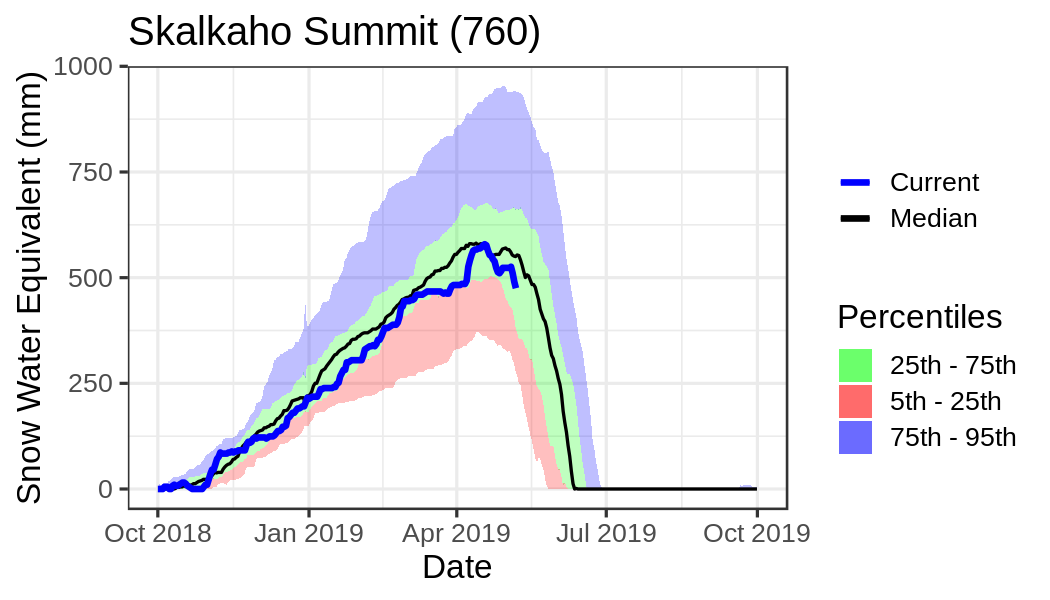 Skalkaho Summit (760)
Snow Water Equivalent (mm)
1000
750
500
250
0
Oct 2018 Jan 2019 Apr 2019 Jul 2019 Oct 2019
Date
Current
Median
Percentiles
25th - 75th
5th - 25th
75th - 95th